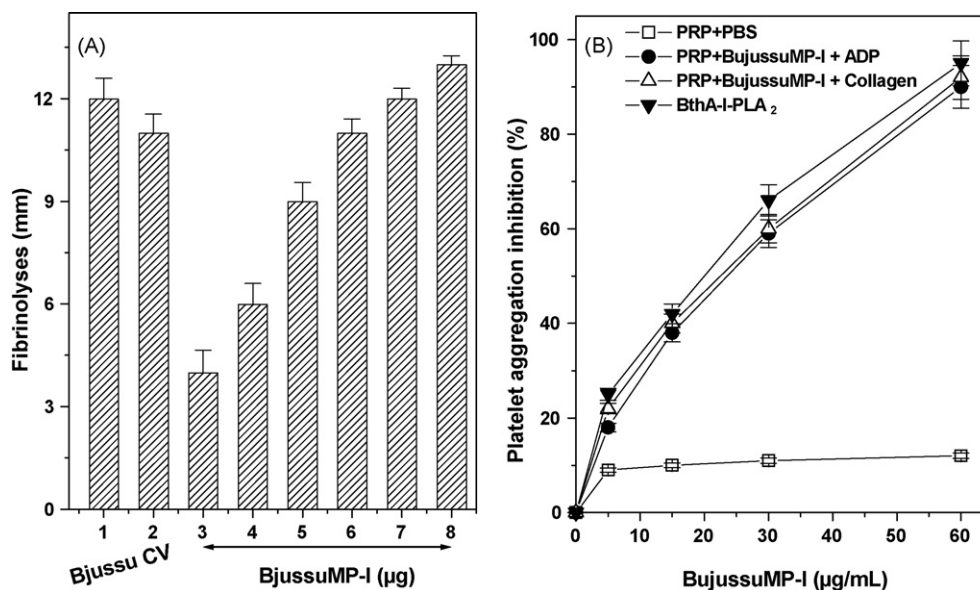 (A)
Fibrinolyses (mm)
12
9
6
3
0
1 2 3 4 5 6 7 8
Bjussu CV
BjussuMP-I (µg)
(B)
PRP+PBS
PRP+BujussuMP-I + ADP
PRP+BujussuMP-I + Collagen
BthA-I-PLA 2
Platelet aggregation inhibition (%)
100
80
60
40
20
0
0 10 20 30 40 50 60
BujussuMP-I (µg/mL)